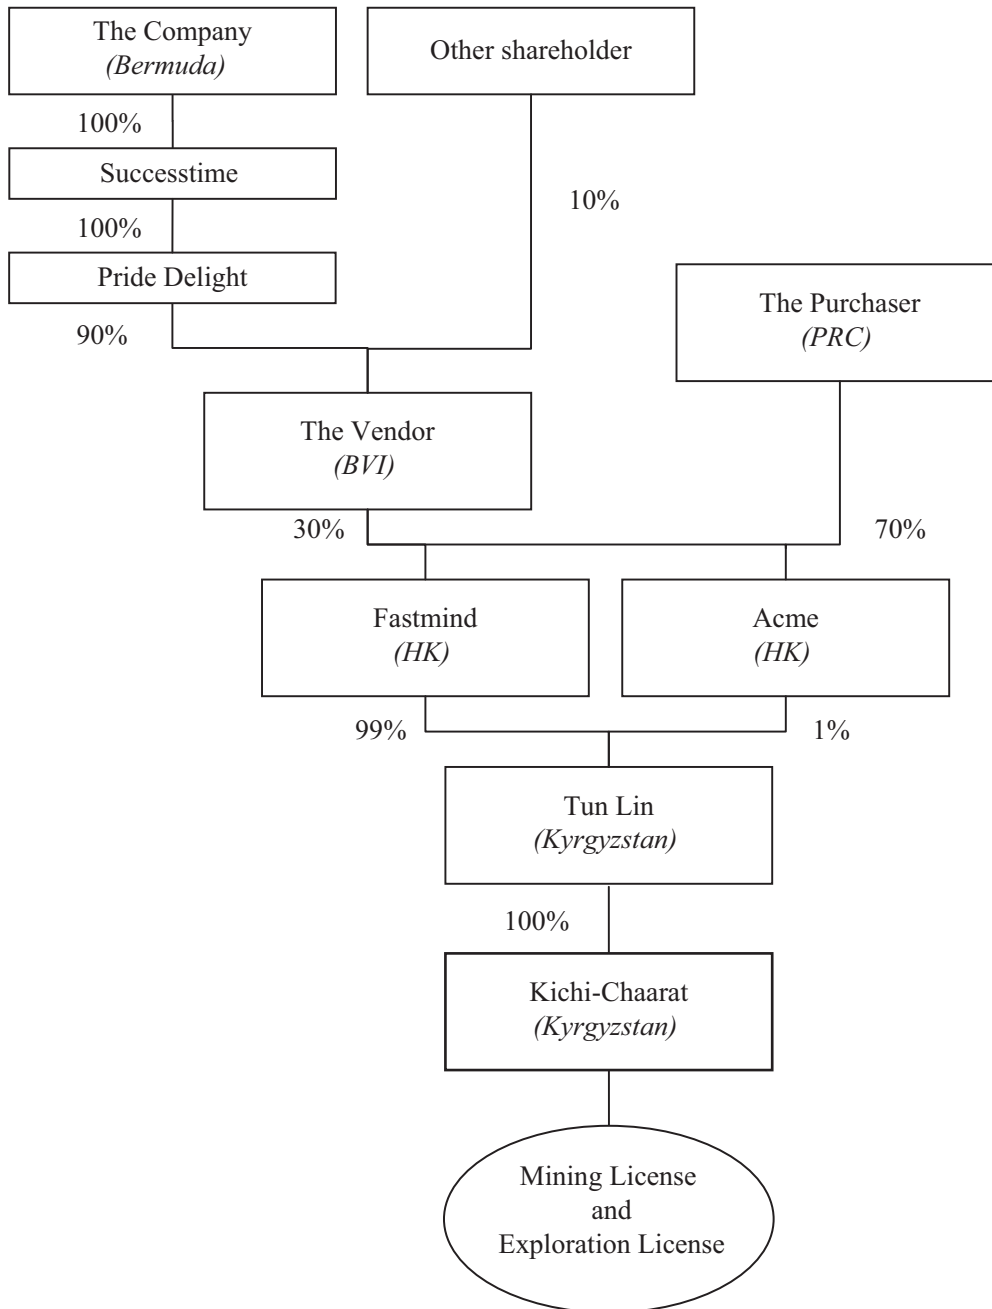 The Company
(Bermuda)
Other shareholder
100%
Successtime
100%
10%
Pride Delight
The Purchaser
(PRC)
90%
The Vendor
(BVI)
30%
70%
Fastmind
(HK)
Acme
(HK)
99%
1%
Tun Lin
(Kyrgyzstan)
100%
Kichi-Chaarat
(Kyrgyzstan)
Mining License
and
Exploration License